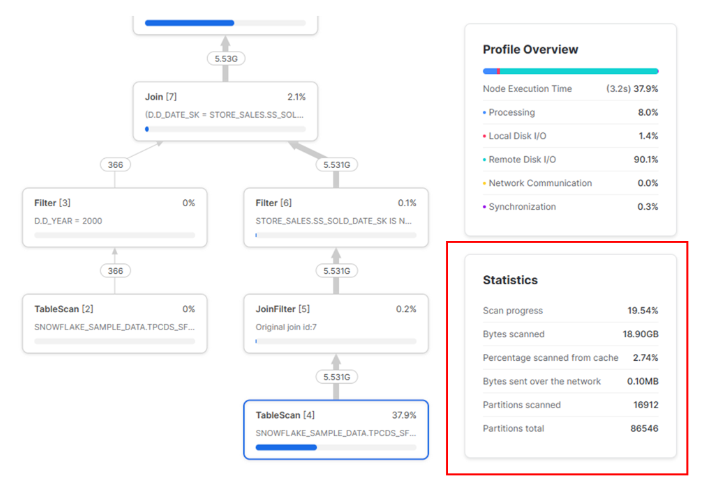 5.53G
Join [7] 2.1%
(D.D_DATE_SK = STORE_SALES.SS_SOL...
366
5.531G
Filter [3] 0%
D.D_YEAR = 2000
Filter [6] 0.1%
STORE_SALES.SS_SOLD_DATE_SK IS N...
366
5.531G
TableScan [2] 0%
SNOWFLAKE_SAMPLE_DATA.TPCDS_SF...
JoinFilter [5] 0.2%
Original join id:7
5.531G
TableScan [4] 37.9%
SNOWFLAKE_SAMPLE_DATA.TPCDS_SF...
Profile Overview
Node Execution Time (3.2s) 37.9%
Processing 8.0%
Local Disk I/O 1.4%
Remote Disk I/O 90.1%
Network Communication 0.0%
Synchronization 0.3%
Statistics
Scan progress 19.54%
Bytes scanned 18.90GB
Percentage scanned from cache 2.74%
Bytes sent over the network 0.10MB
Partitions scanned 16912
Partitions total 86546